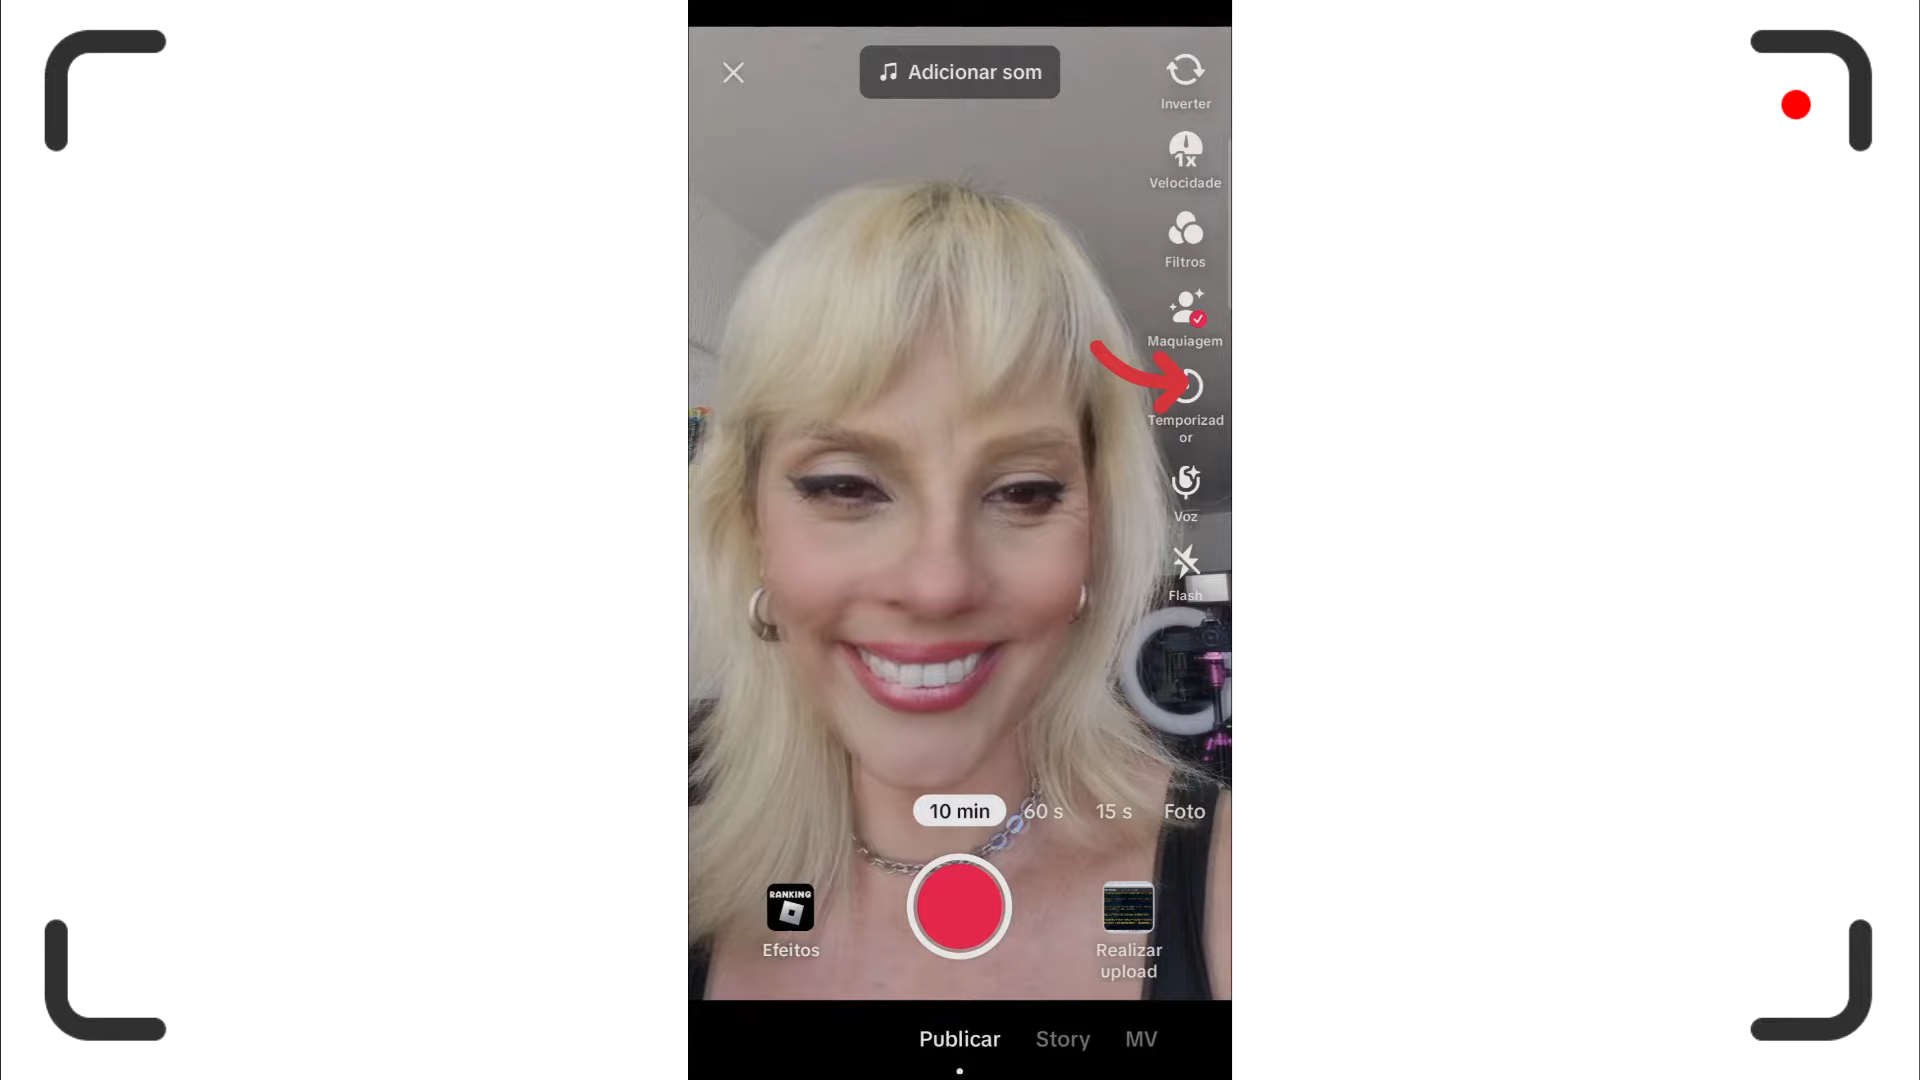 Adicionar som
Inverter
1x
Velocidade
Filtros
Maquiagem
Temporizad
or
Voz
Flash
10 min
60 s
15 s
Foto
RANKING
Efeitos
Realizar
upload
Publicar
Story
MV